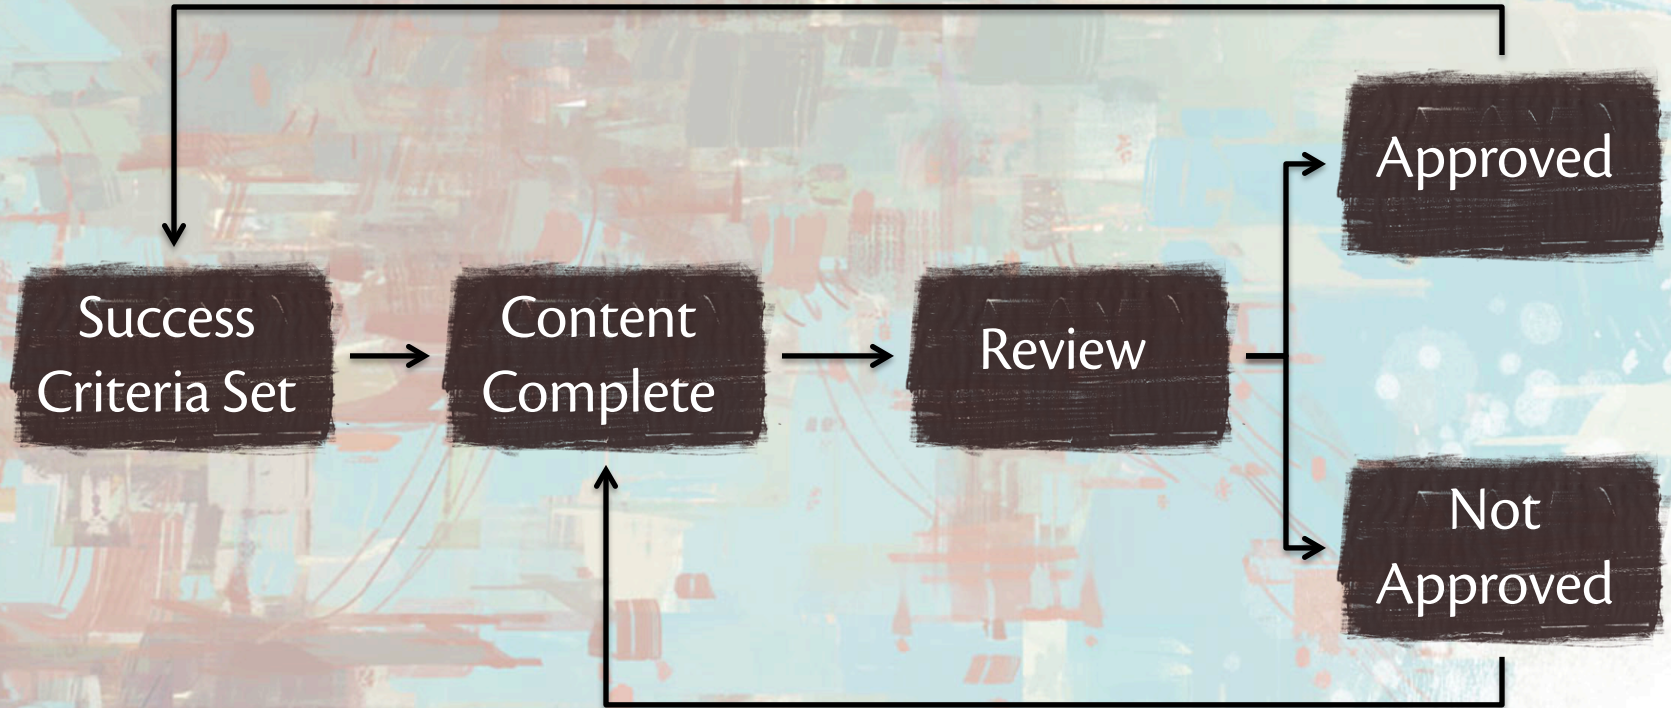 Success
Criteria Set
Content
Complete
Review
Approved
Not
Approved